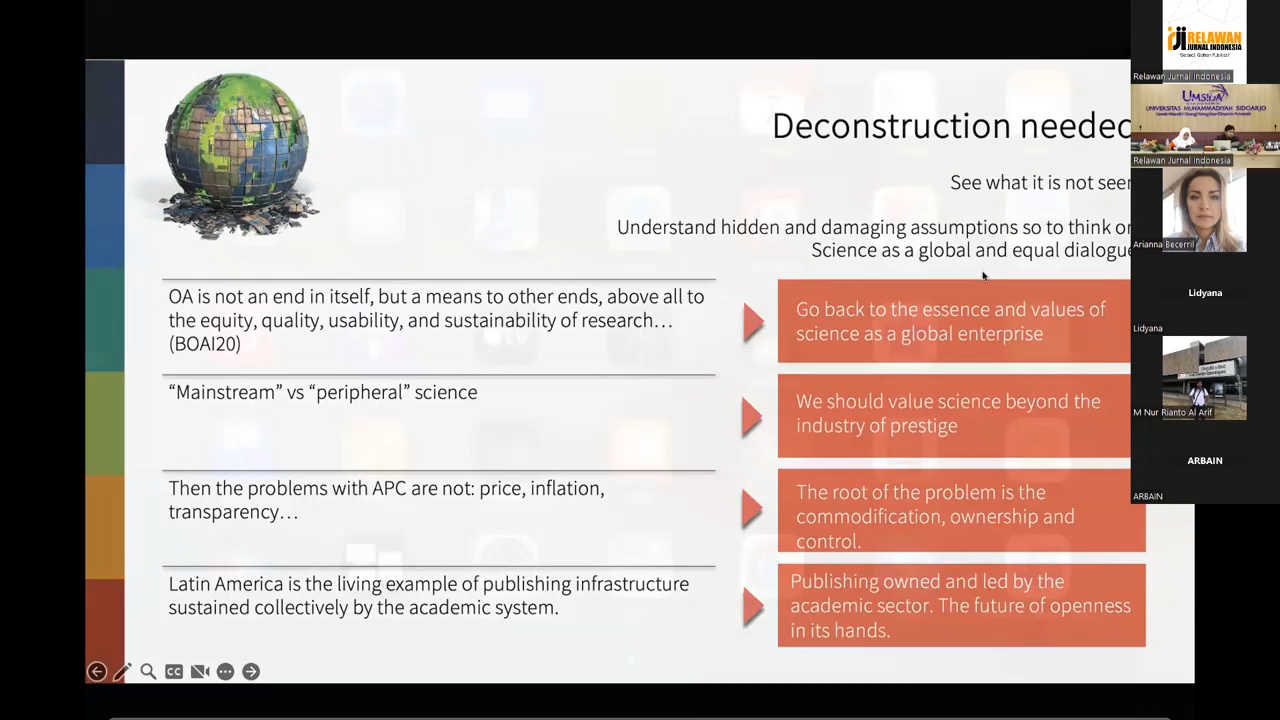 Deconstruction needed
See what it is not seen
Understand hidden and damaging assumptions so to think on
Science as a global and equal dialogue
OA is not an end in itself, but a means to other ends, above all to
the equity, quality, usability, and sustainability of research…
(BOAI20)
Go back to the essence and values of
science as a global enterprise
“Mainstream” vs “peripheral” science
We should value science beyond the
industry of prestige
Then the problems with APC are not: price, inflation,
transparency…
The root of the problem is the
commodification, ownership and
control.
Latin America is the living example of publishing infrastructure
sustained collectively by the academic system.
Publishing owned and led by the
academic sector. The future of openness
in its hands.
CC
RELAWAN
JURNAL INDONESIA
Relawan Jurnal Indonesia
UMSIDA
UNIVERSITAS MUHAMMADIYAH SIDOARJO
Relawan Jurnal Indonesia
Arianna Becerril
Lidyana
Lidyana
M Nur Rianto Al Arif
ARBAIN
ARBAIN